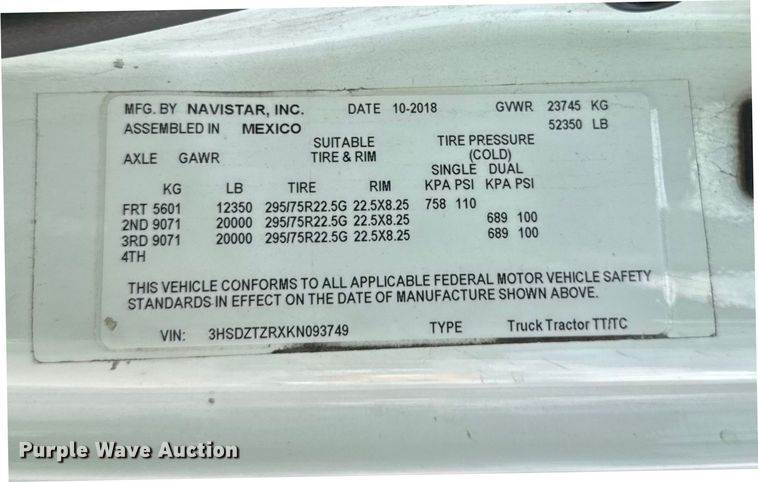 MFG. BY NAVISTAR, INC. DATE 10-2018 GVWR 23745 KG
ASSEMBLED IN MEXICO 52350 LB
SUITABLE TIRE PRESSURE
AXLE GAWR TIRE & RIM (COLD)
SINGLE DUAL
KG LB TIRE RIM KPA PSI KPA PSI
FRT 5601 12350 295/75R22.5G 22.5X8.25 758 110
2ND 9071 20000 295/75R22.5G 22.5X8.25 689 100
3RD 9071 20000 295/75R22.5G 22.5X8.25 689 100
4TH
THIS VEHICLE CONFORMS TO ALL APPLICABLE FEDERAL MOTOR VEHICLE SAFETY
STANDARDS IN EFFECT ON THE DATE OF MANUFACTURE SHOWN ABOVE.
VIN: 3HSDZTZRXKN093749 TYPE Truck Tractor TT/TC
Purple Wave Auction